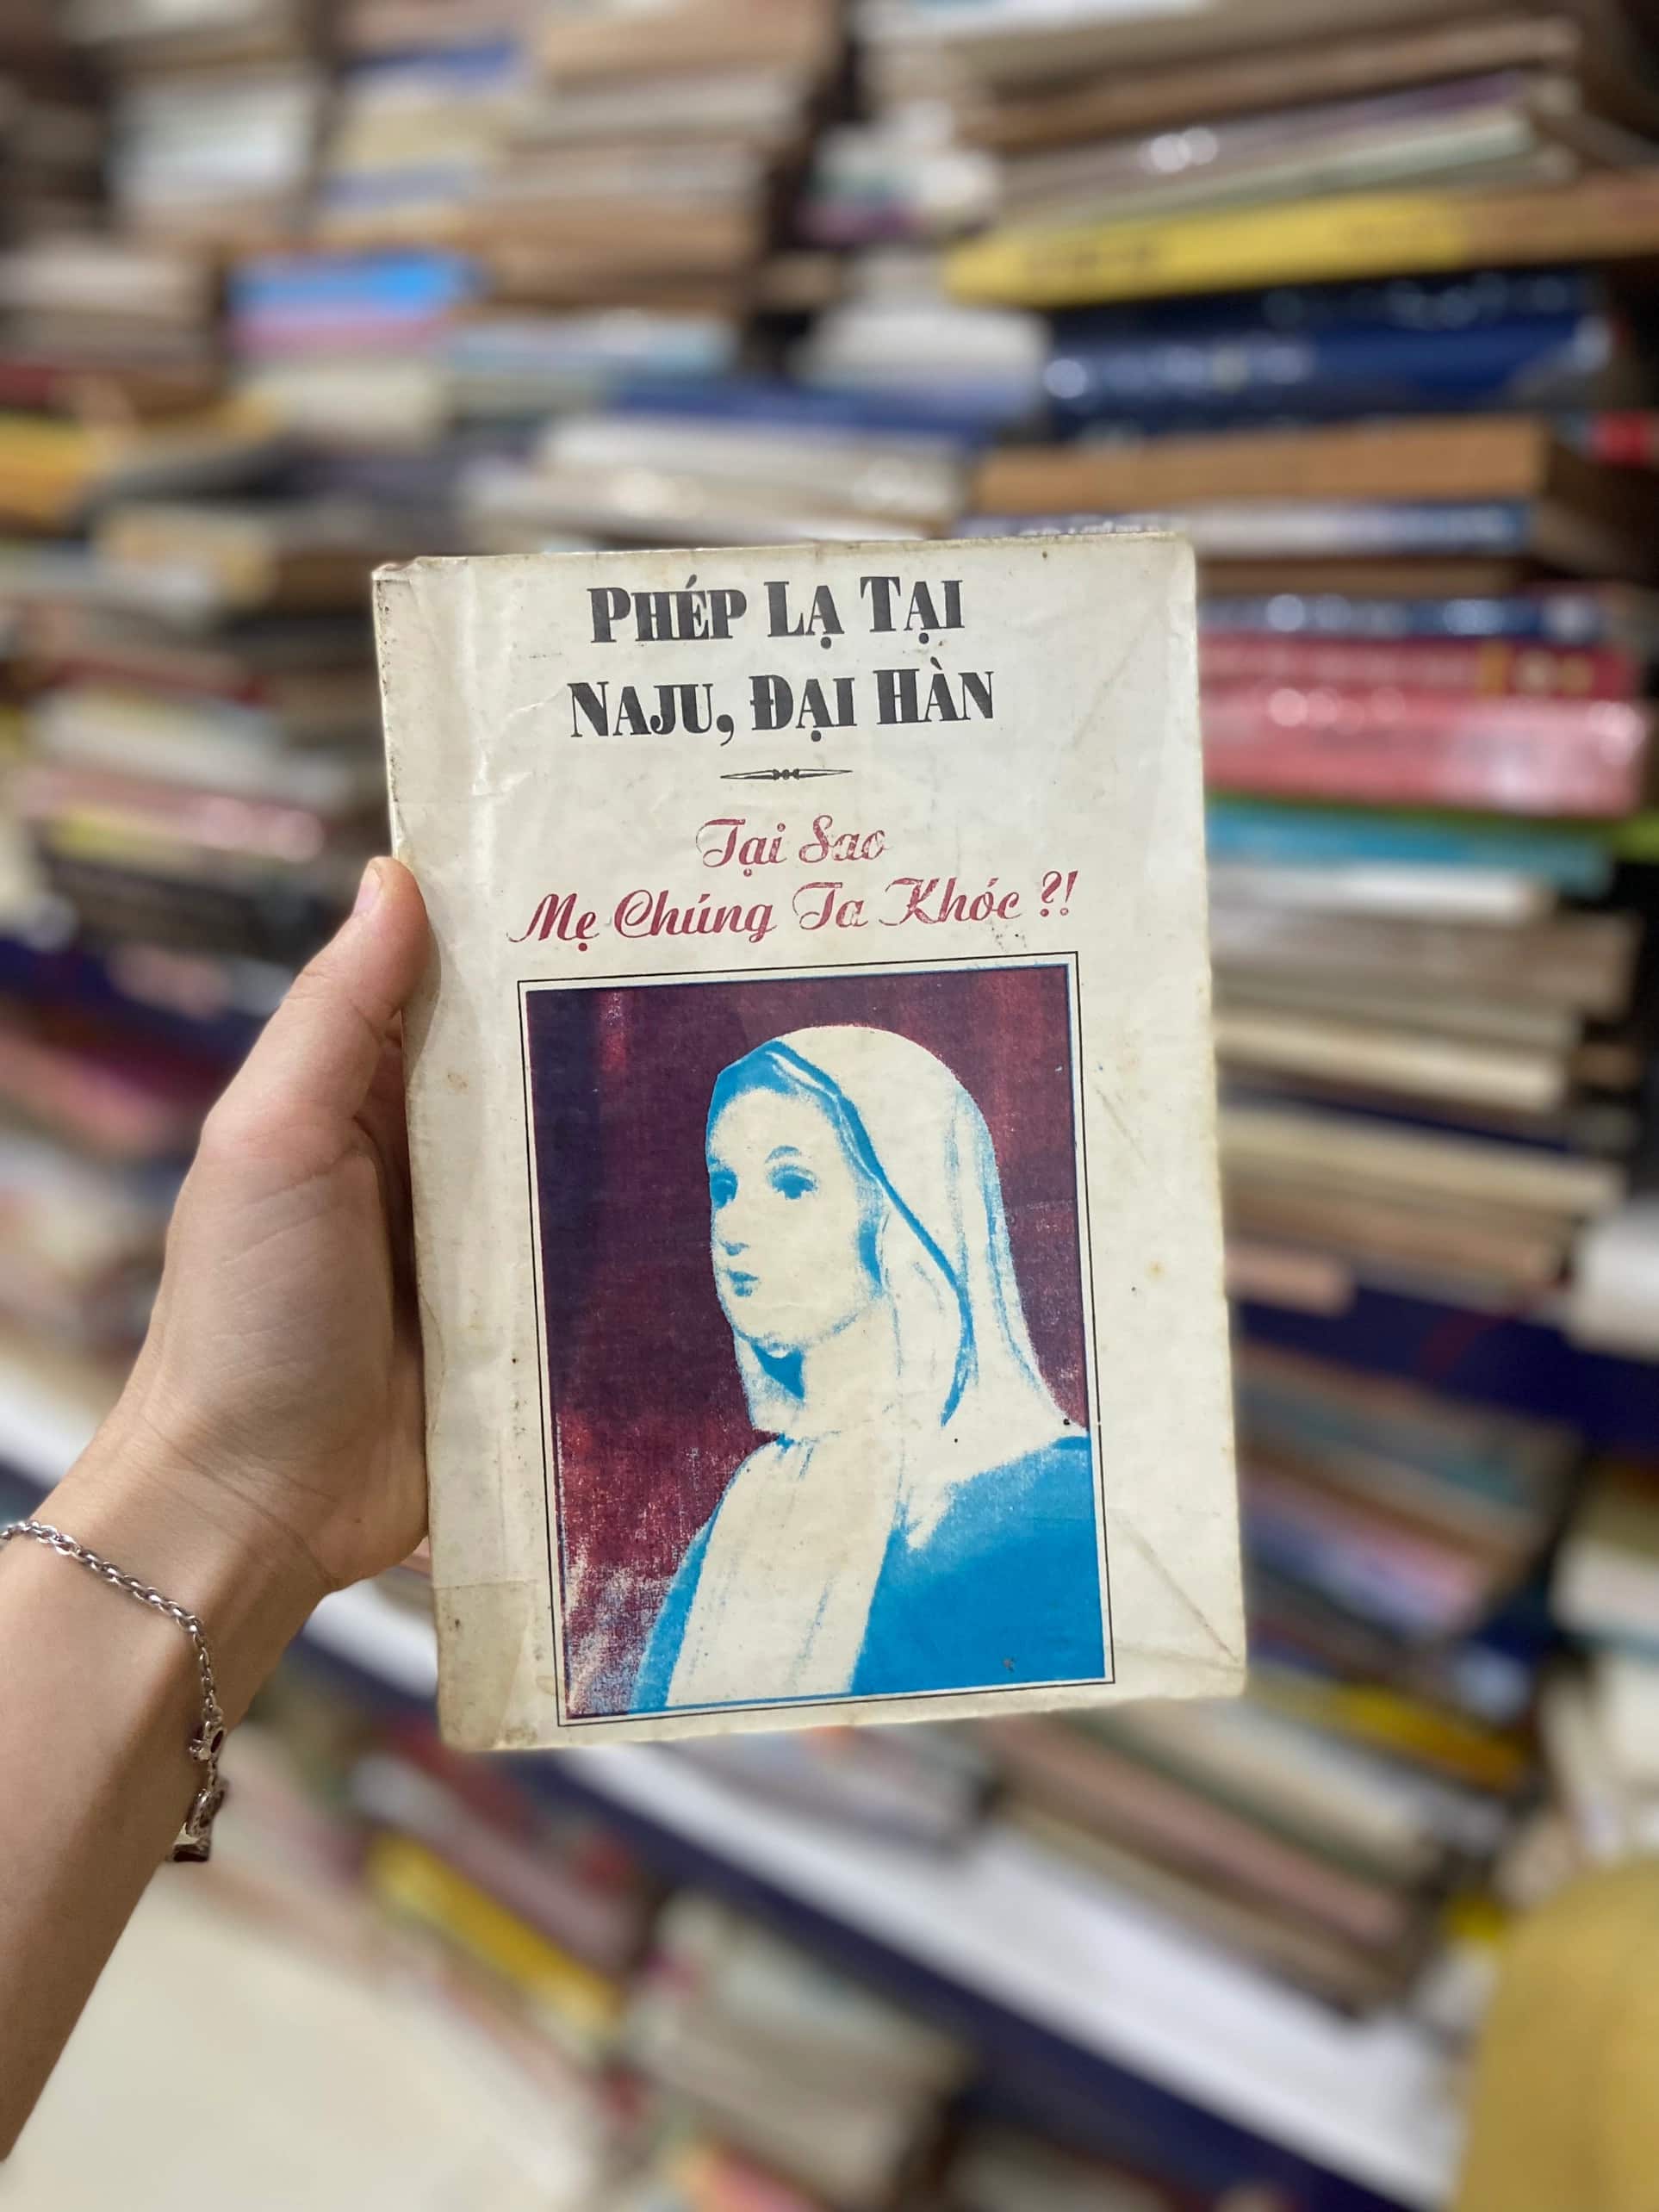 PHÉP LẠ TẠI
NAJU, ĐẠI HÀN
Tại Sao
Mẹ Chúng Ta Khóc ?!